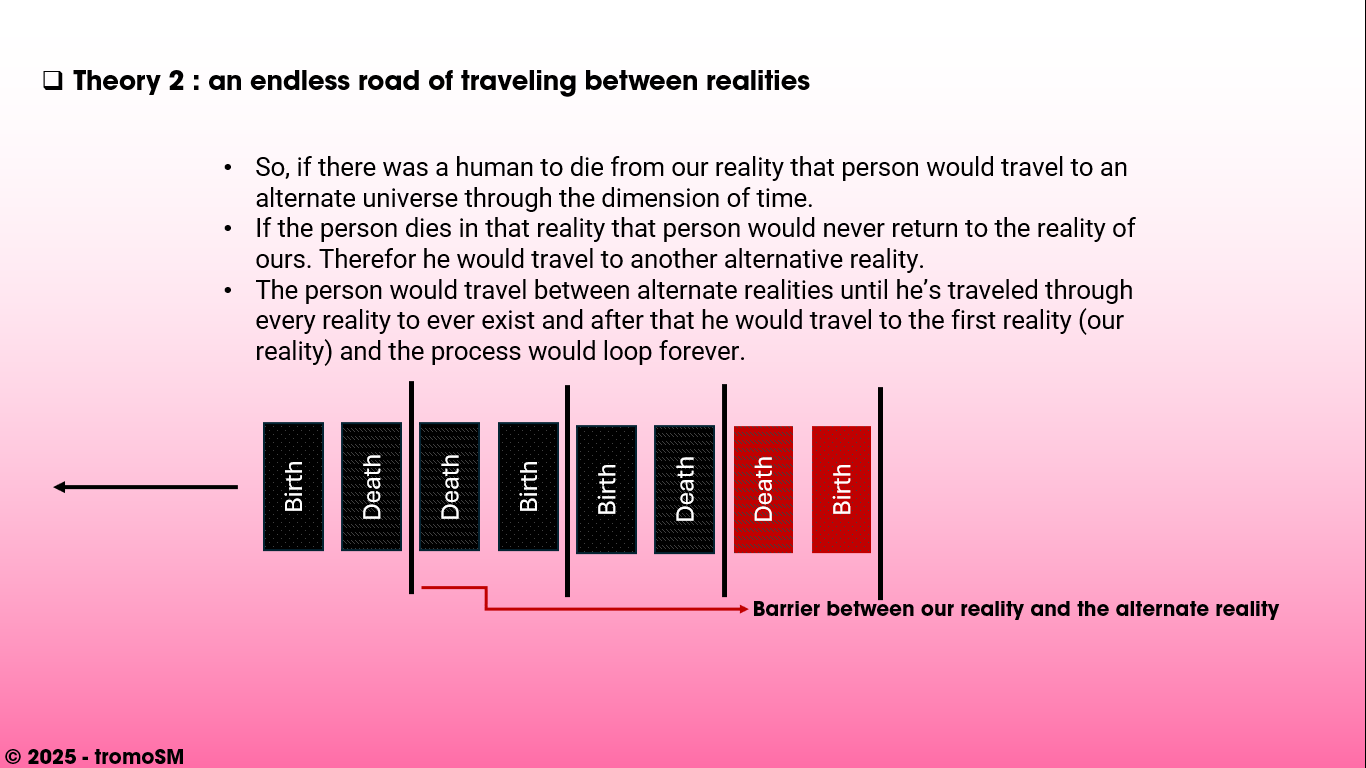 ❑ Theory 2 : an endless road of traveling between realities
• So, if there was a human to die from our reality that person would travel to an
alternate universe through the dimension of time.
• If the person dies in that reality that person would never return to the reality of
ours. Therefor he would travel to another alternative reality.
• The person would travel between alternate realities until he’s traveled through
every reality to ever exist and after that he would travel to the first reality (our
reality) and the process would loop forever.
Birth
Death
Death
Birth
Birth
Death
Death
Birth
Barrier between our reality and the alternate reality
© 2025 - tromoSM